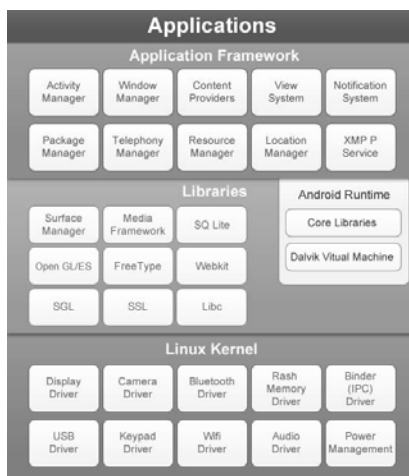 Applications
Application Framework
Activity
Manager
Window
Manager
Content
Providers
View
System
Notification
System
Package
Manager
Telephony
Manager
Resource
Manager
Location
Manager
XMP P
Service
Libraries
Surface
Manager
Media
Framework
SQ Lite
Open GL/ES
FreeType
Webkit
SGL
SSL
Libc
Android Runtime
Core Libraries
Dalvik Vitual Machine
Linux Kernel
Display
Driver
Camera
Driver
Bluetooth
Driver
Rash
Memory
Driver
Binder
(IPC)
Driver
USB
Driver
Keypad
Driver
Wifi
Driver
Audio
Driver
Power
Management